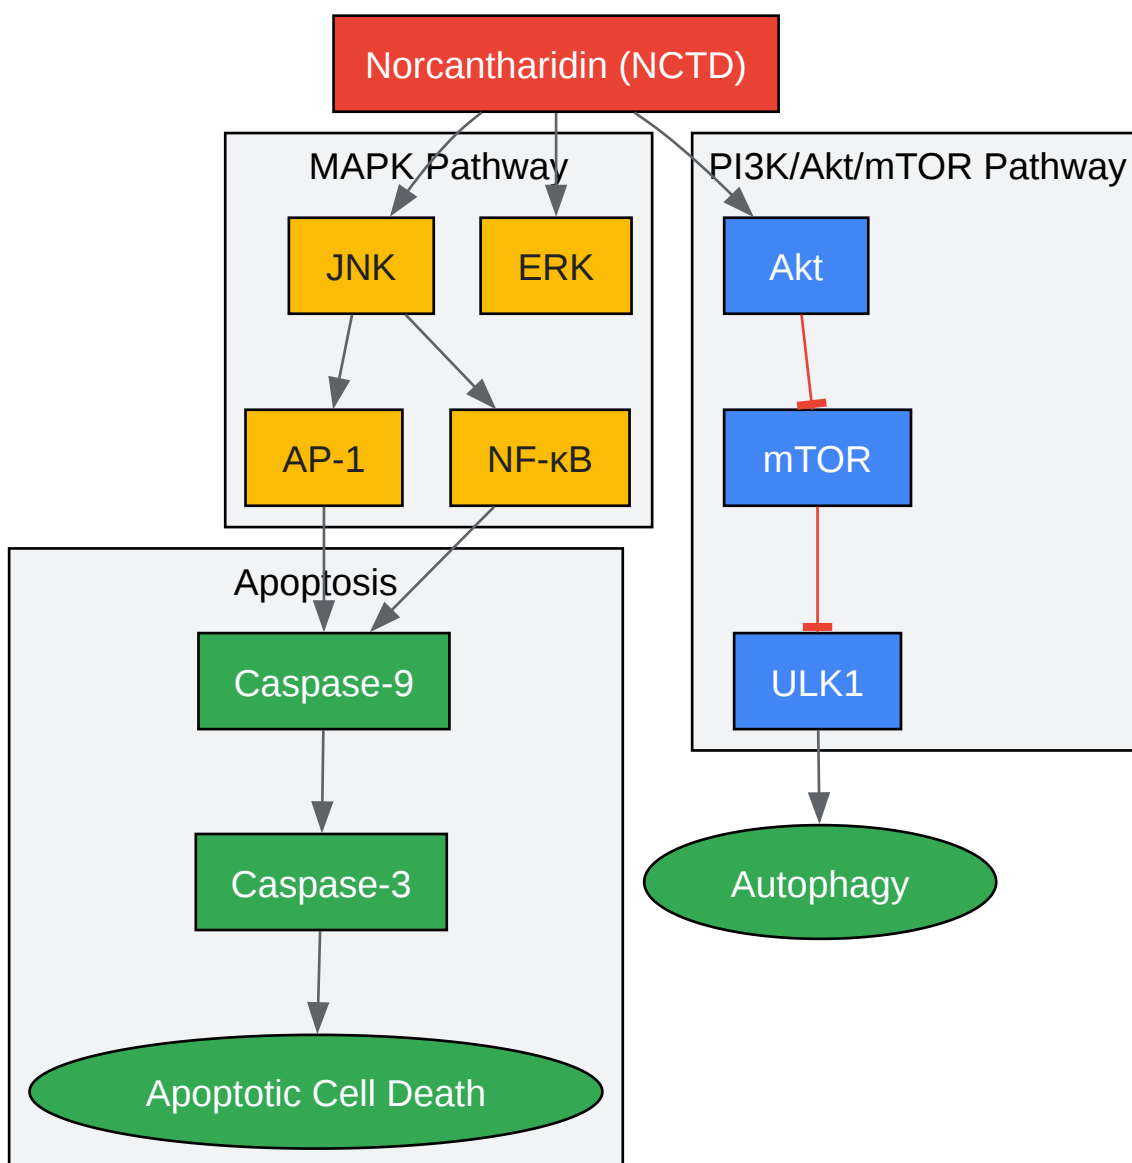 Norcantharidin (NCTD)
MAPK Pathway
PI3K/Akt/mTOR Pathway
JNK
ERK
Akt
AP-1
NF-κB
mTOR
Apoptosis
Caspase-9
ULK1
Caspase-3
Autophagy
Apoptotic Cell Death